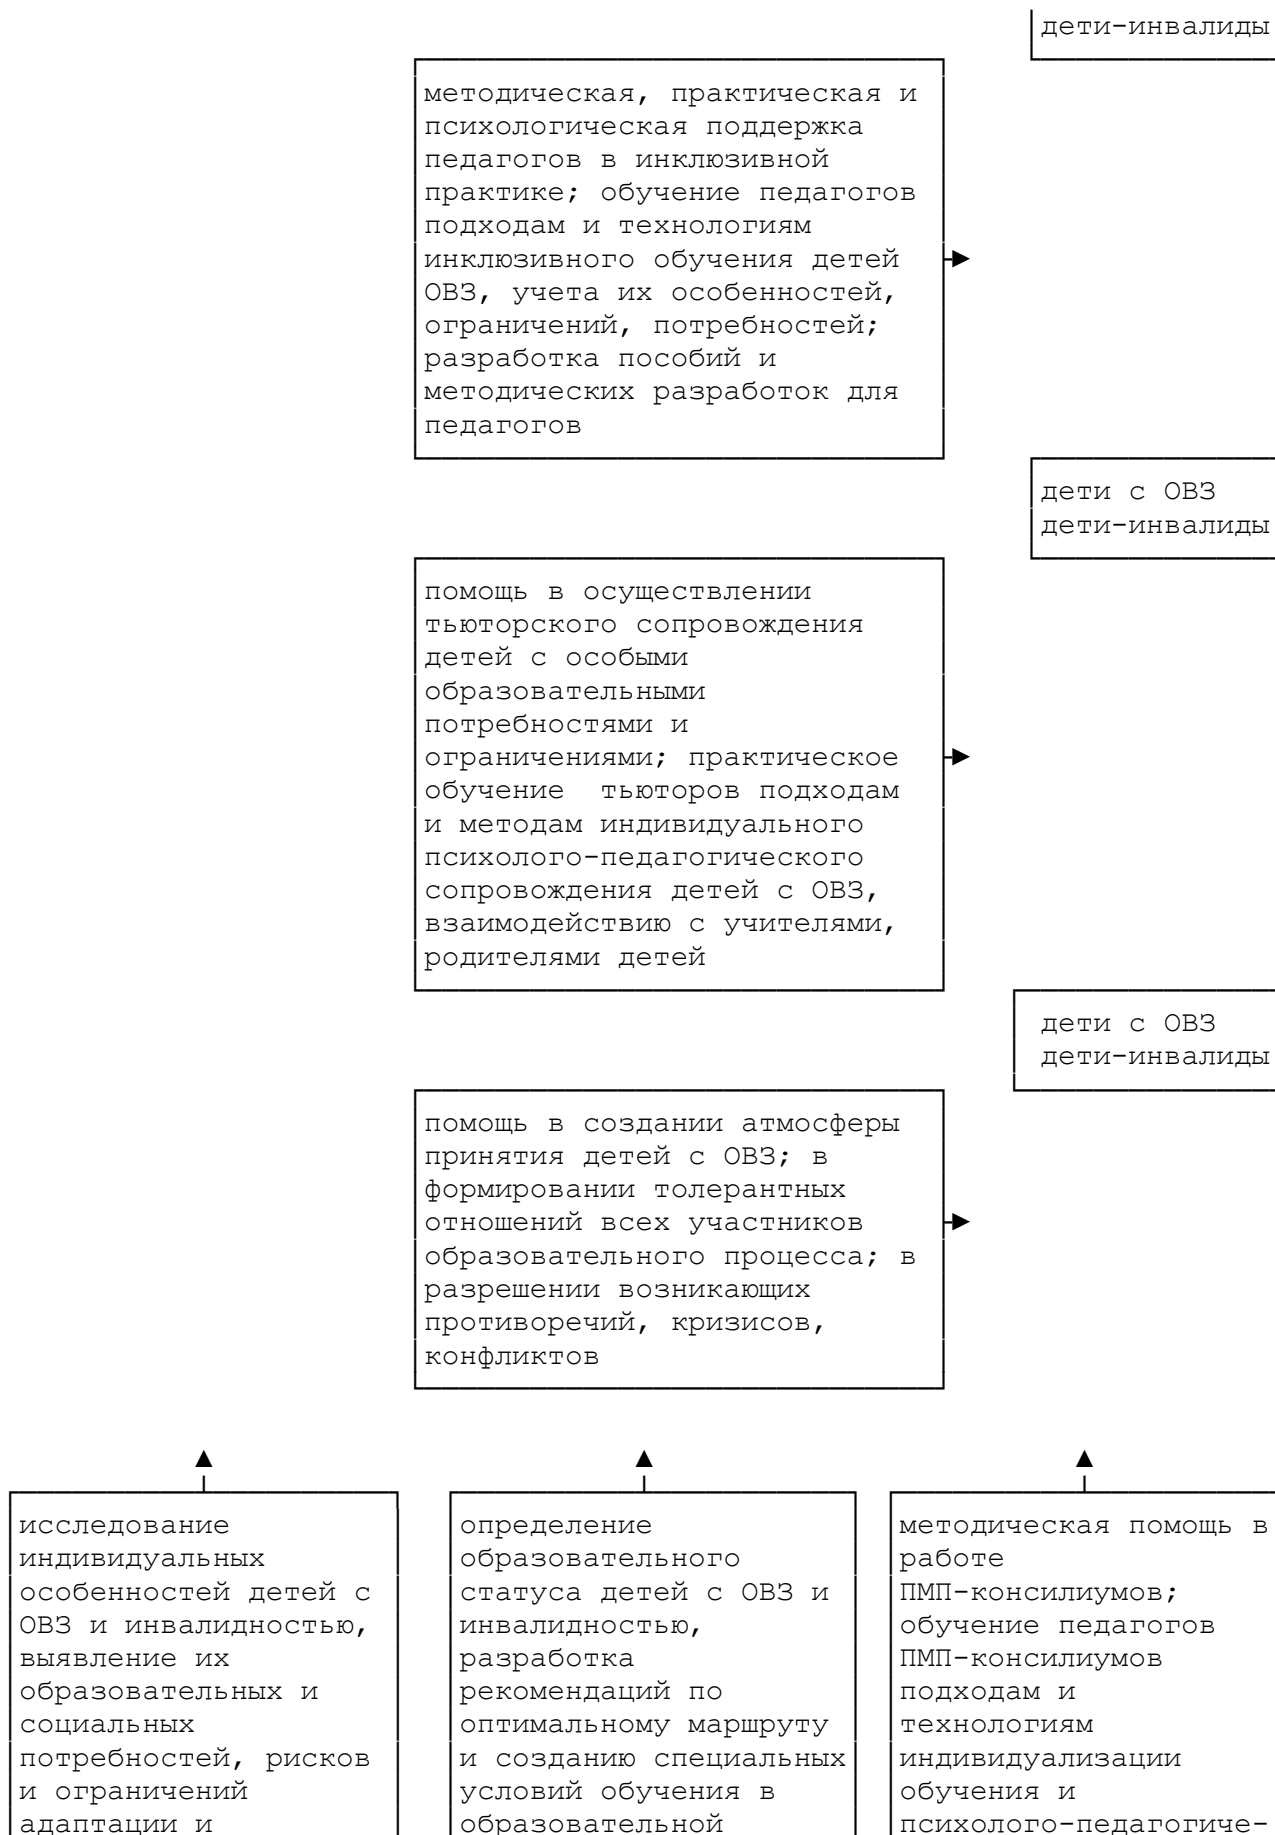 дети-инвалиды
методическая, практическая и
психологическая поддержка
педагогов в инклюзивной
практике; обучение педагогов
подходам и технологиям
инклюзивного обучения детей
ОВЗ, учета их особенностей,
ограничений, потребностей;
разработка пособий и
методических разработок для
педагогов
дети с ОВЗ
дети-инвалиды
помощь в осуществлении
тьюторского сопровождения
детей с особыми
образовательными
потребностями и
ограничениями; практическое
обучение  тьюторов подходам
и методам индивидуального
психолого-педагогического
сопровождения детей с ОВЗ,
взаимодействию с учителями,
родителями детей
дети с ОВЗ
дети-инвалиды
помощь в создании атмосферы
принятия детей с ОВЗ; в
формировании толерантных
отношений всех участников
образовательного процесса; в
разрешении возникающих
противоречий, кризисов,
конфликтов
исследование
индивидуальных
особенностей детей с
ОВЗ и инвалидностью,
выявление их
образовательных и
социальных
потребностей, рисков
и ограничений
адаптации и
определение
образовательного
статуса детей с ОВЗ и
инвалидностью,
разработка
рекомендаций по
оптимальному маршруту
и созданию специальных
условий обучения в
образовательной
методическая помощь в
работе
ПМП-консилиумов;
обучение педагогов
ПМП-консилиумов
подходам и
технологиям
индивидуализации
обучения и
психолого-педагогиче-